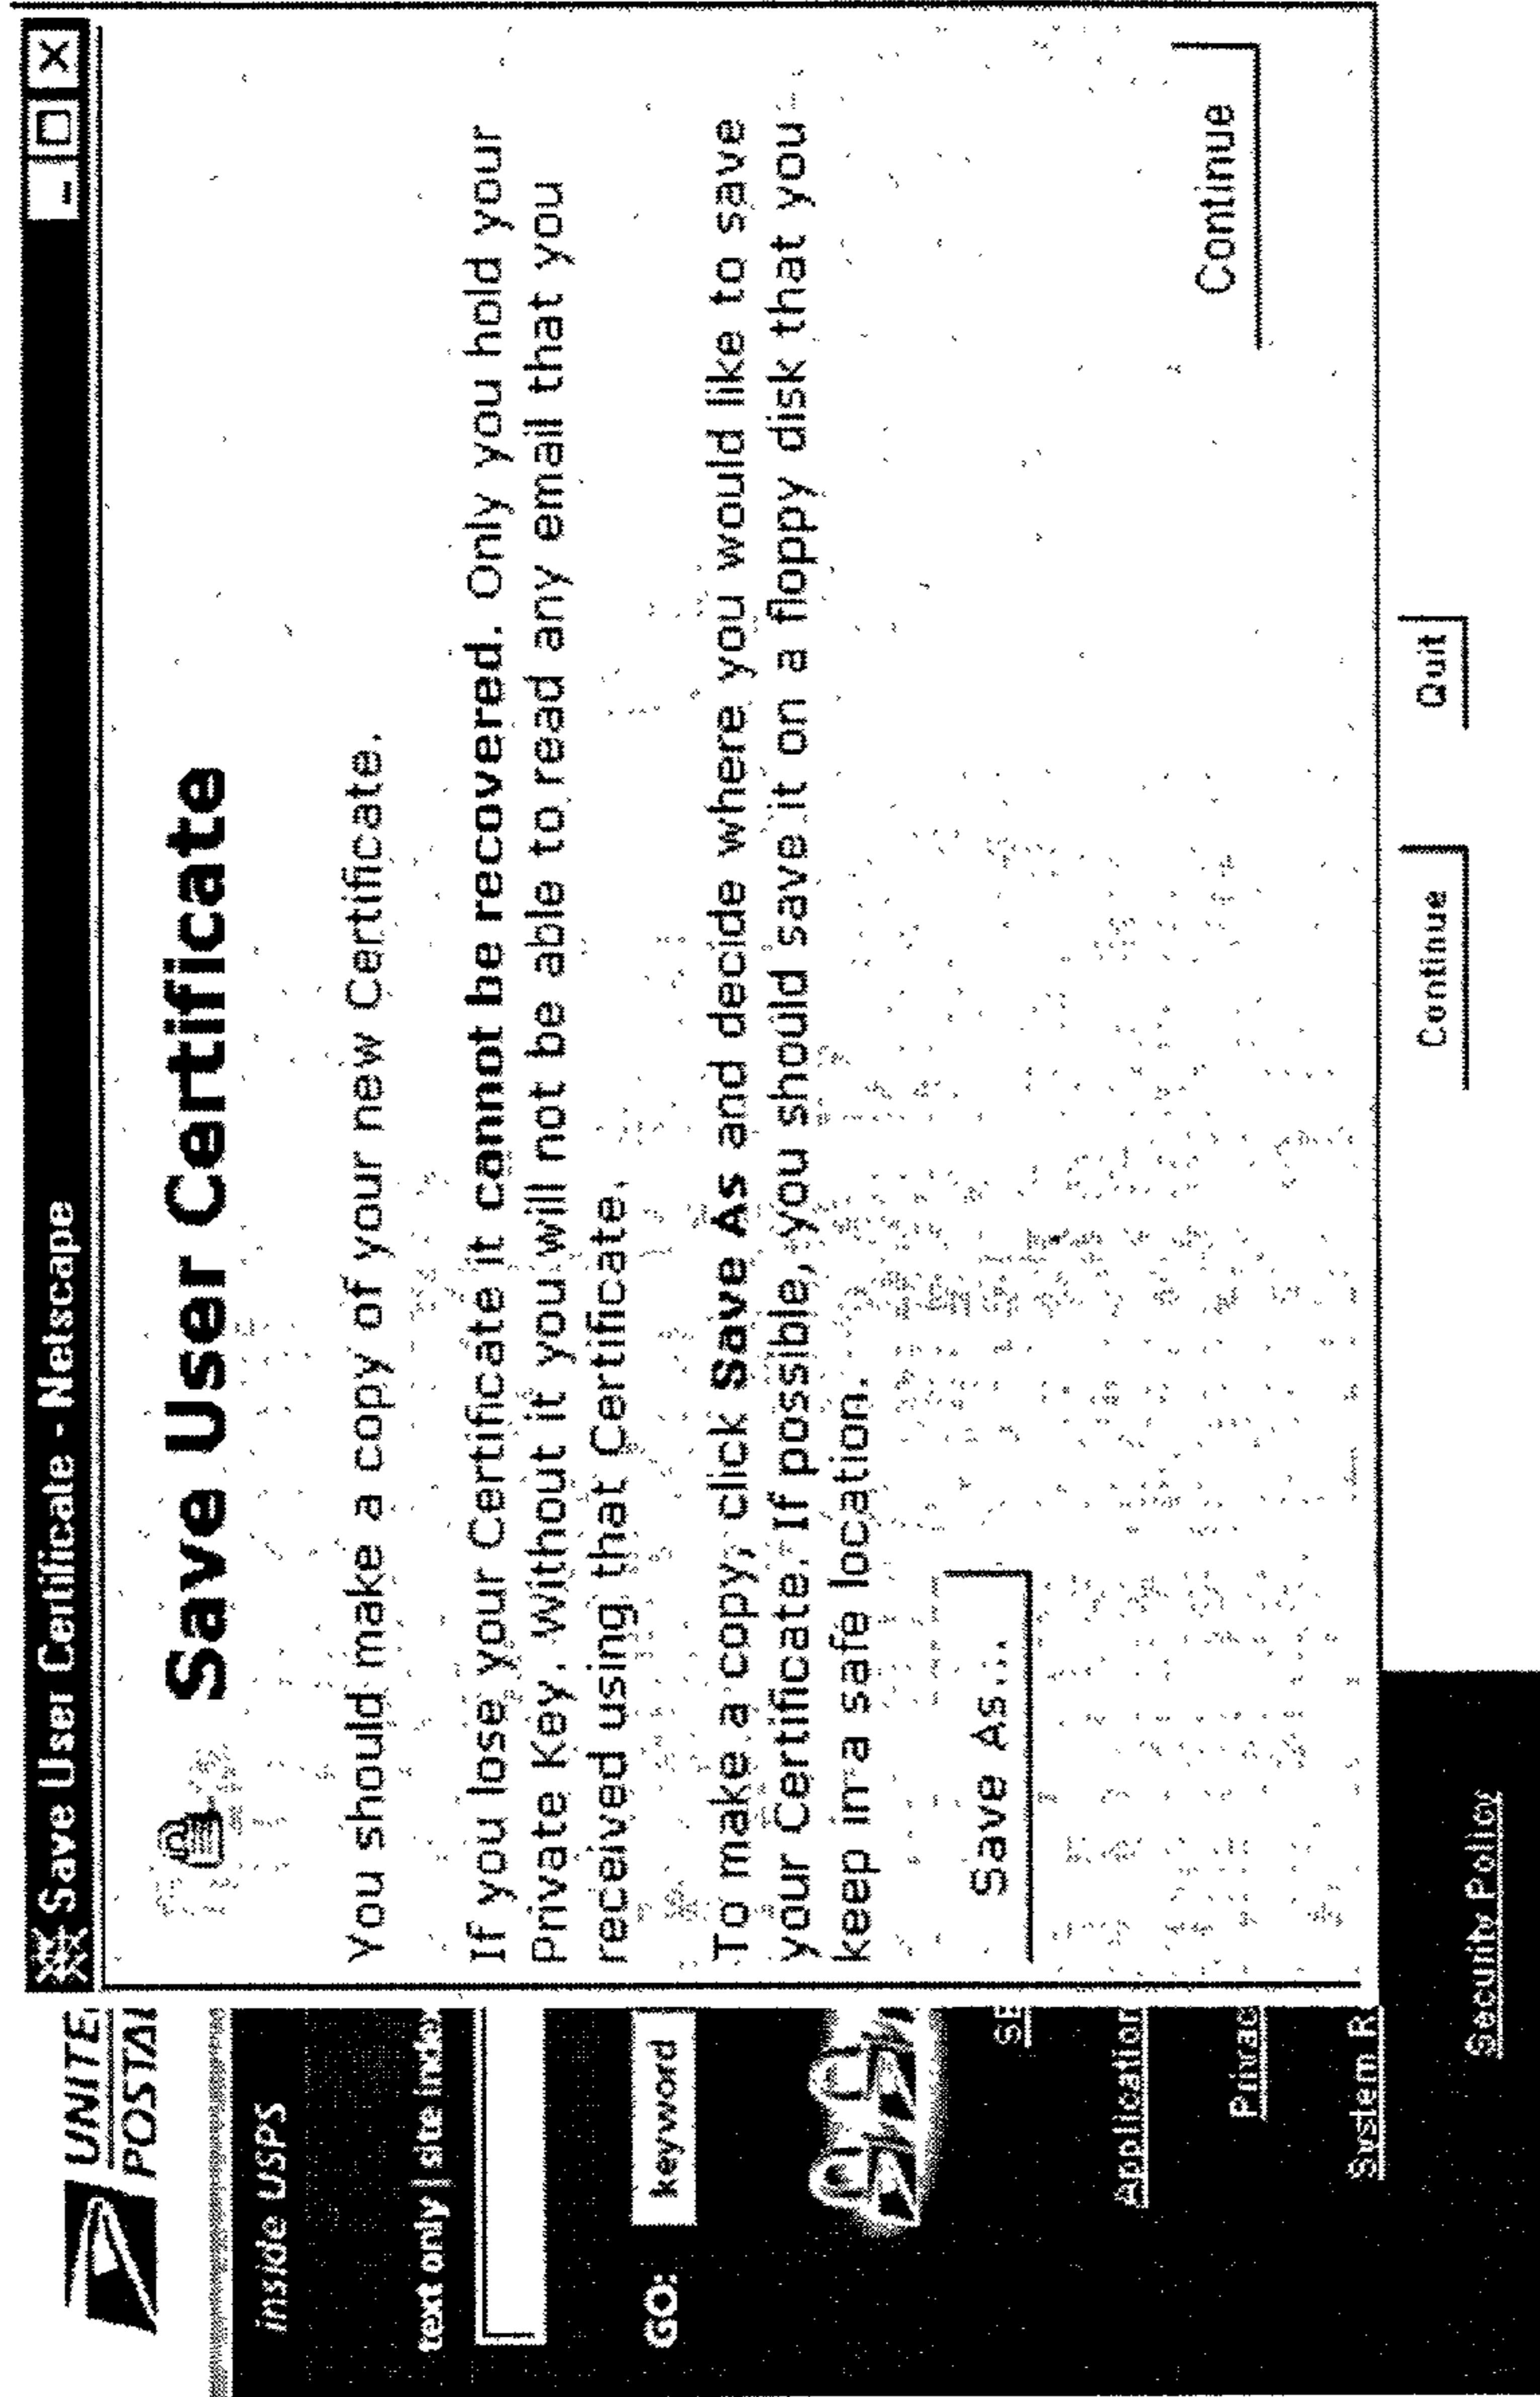 UNITE
POSTAL
inside USPS
text only | site index
GO: keyword
SE
Application
Privac
System R
Security Policy
Save User Certificate - Netscape
Save User Certificate
You should make a copy of your new Certificate.
If you lose your Certificate it cannot be recovered. Only you hold your
Private Key. Without it you will not be able to read any email that you
received using that Certificate.
To make a copy, click Save As and decide where you would like to save
your Certificate. If possible, you should save it on a floppy disk that you
keep in a safe location.
Save As...
Continue
Continue
Quit